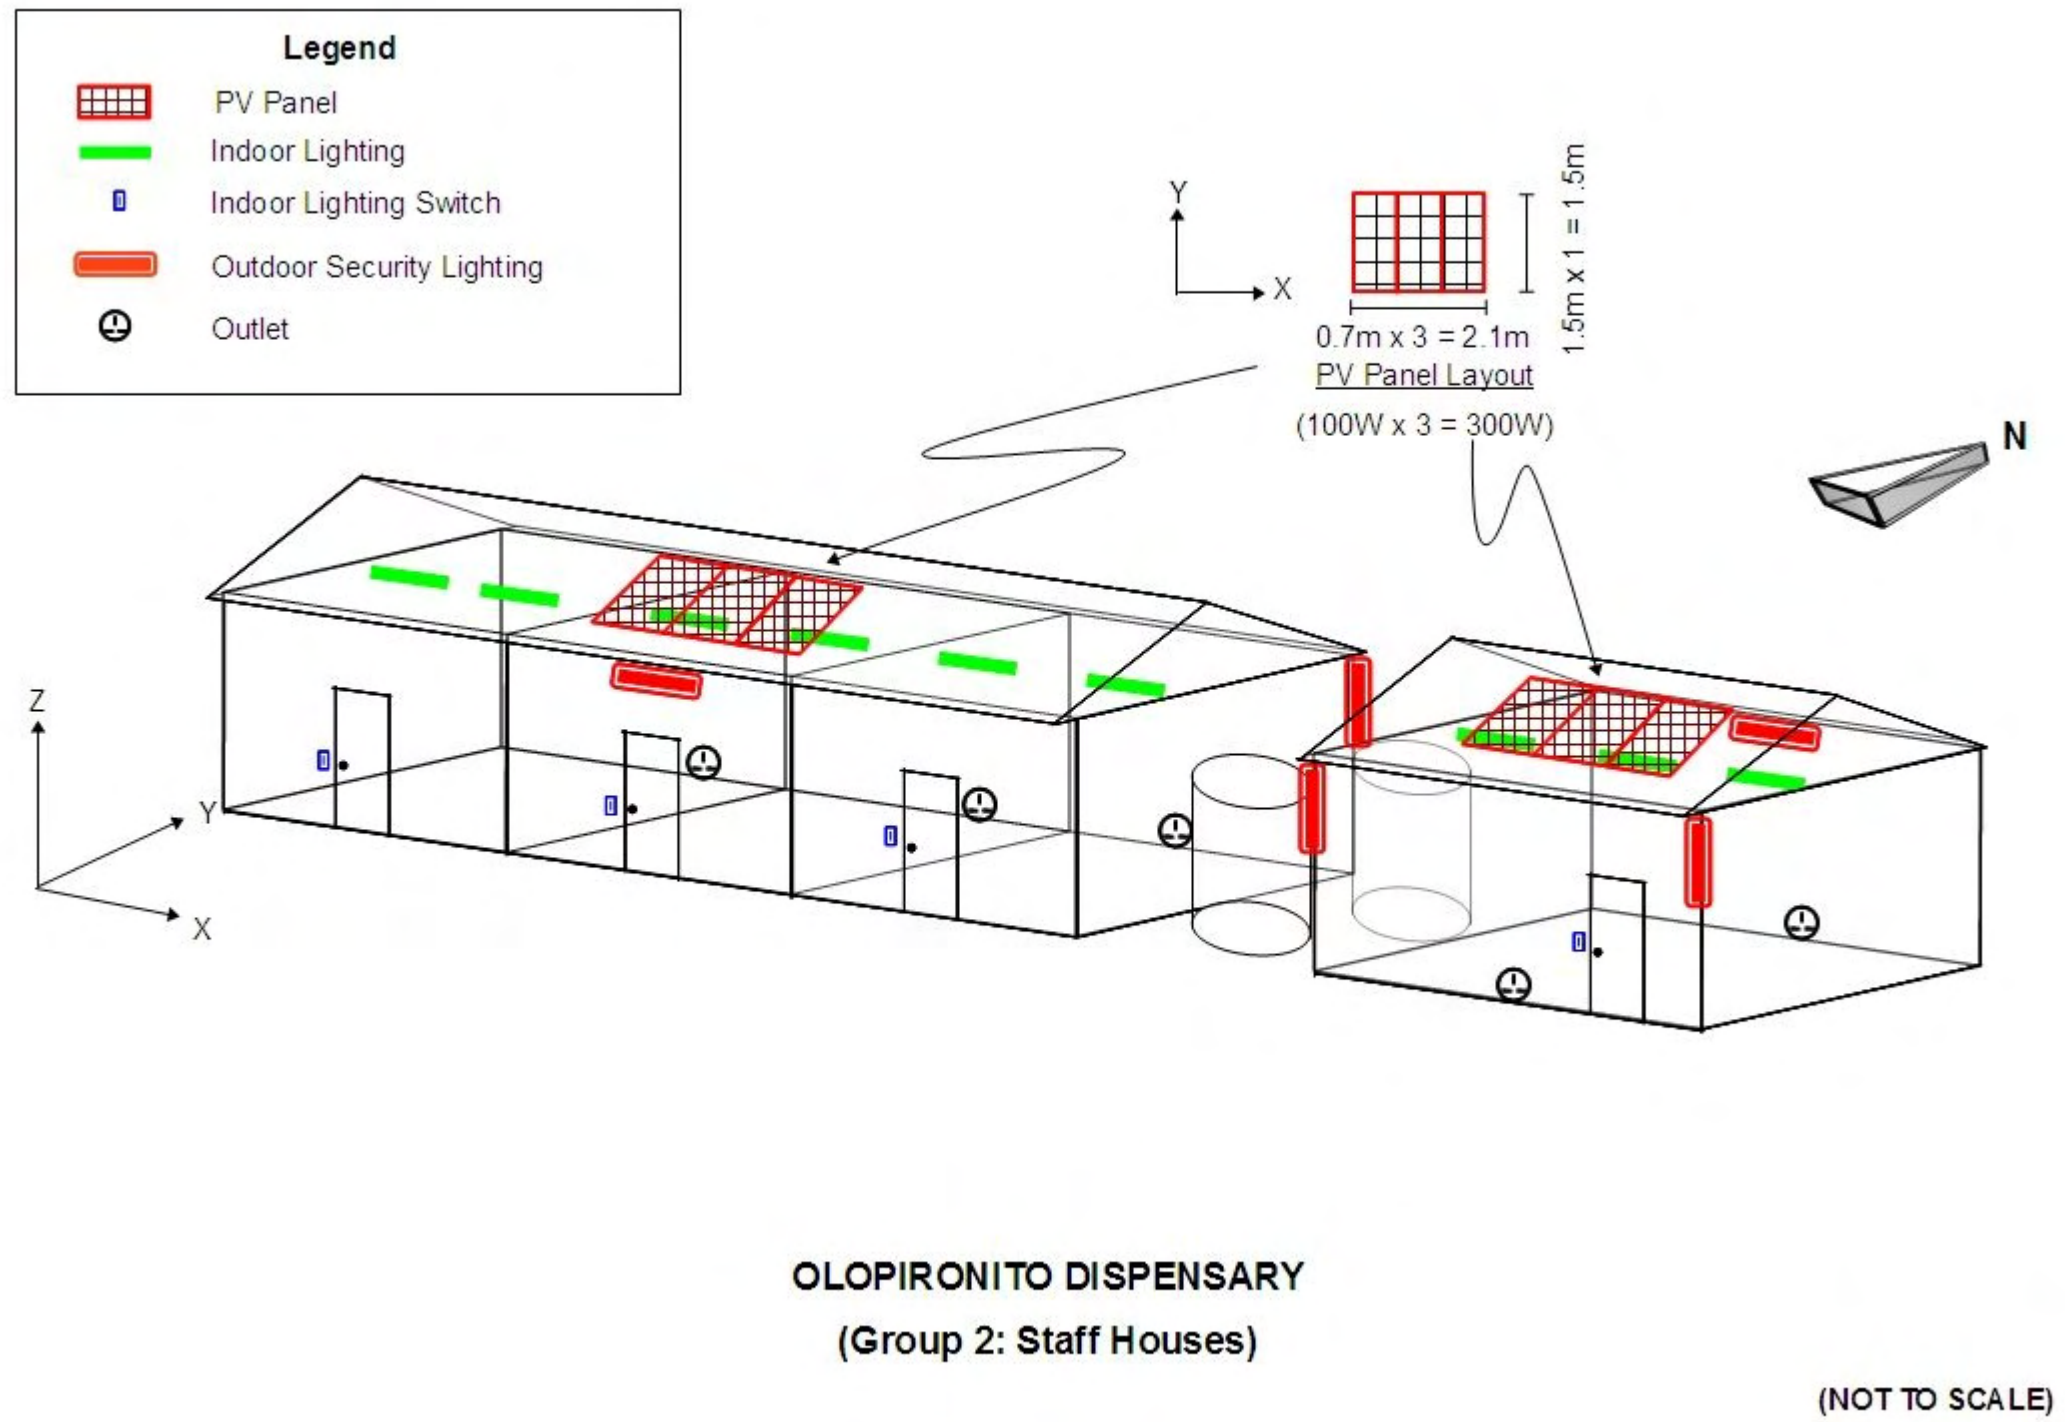 Legend
PV Panel
Indoor Lighting
Indoor Lighting Switch
Outdoor Security Lighting
Outlet
Y
X
1.5m x 1 = 1.5m
0.7m x 3 = 2.1m
PV Panel Layout
(100W x 3 = 300W)
N
Z
Y
X
OLOPIRONITO DISPENSARY
(Group 2: Staff Houses)
(NOT TO SCALE)